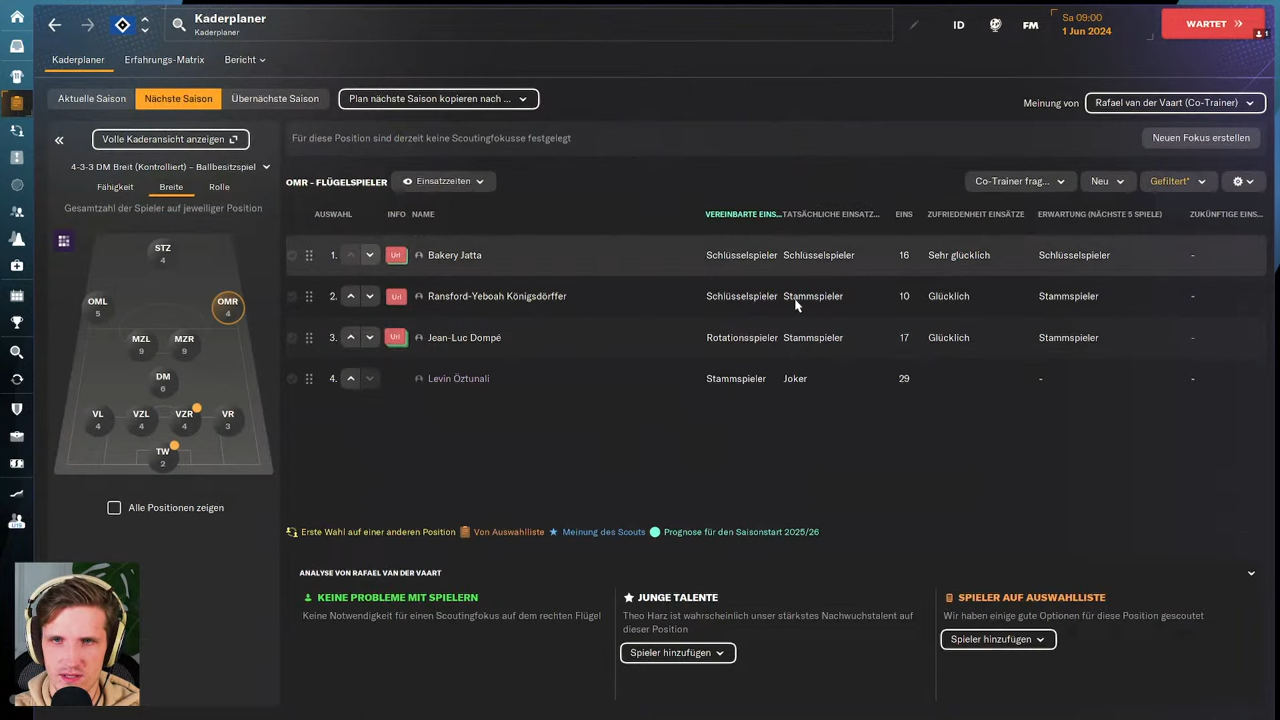 Kaderplaner
Kaderplaner
ID
FM
Sa 09:00
1 Jun 2024
WARTET
1
Kaderplaner
Erfahrungs-Matrix
Bericht
Aktuelle Saison
Nächste Saison
Übernächste Saison
Plan nächste Saison kopieren nach ...
Meinung von
Rafael van der Vaart (Co-Trainer)
Volle Kaderansicht anzeigen
Für diese Position sind derzeit keine Scoutingfokusse festgelegt
Neuen Fokus erstellen
4-3-3 DM Breit (Kontrolliert) – Ballbesitzspiel
Fähigkeit
Breite
Rolle
Gesamtzahl der Spieler auf jeweiliger Position
OMR - FLÜGELSPIELER
Einsatzzeiten
Co-Trainer frag...
Neu
Gefiltert*
AUSWAHL
INFO
NAME
VEREINBARTE EINS...
TATSÄCHLICHE EINSATZ...
EINS
ZUFRIEDENHEIT EINSÄTZE
ERWARTUNG (NÄCHSTE 5 SPIELE)
ZUKÜNFTIGE EINS...
1.
Url
Bakery Jatta
Schlüsselspieler
Schlüsselspieler
16
Sehr glücklich
Schlüsselspieler
-
2.
Url
Ransford-Yeboah Königsdörffer
Schlüsselspieler
Stammspieler
10
Glücklich
Stammspieler
-
3.
Url
Jean-Luc Dompé
Rotationsspieler
Stammspieler
17
Glücklich
Stammspieler
-
4.
Levin Öztunali
Stammspieler
Joker
29
-
-
STZ
4
OML
5
OMR
4
MZL
9
MZR
9
DM
6
VL
4
VZL
4
VZR
4
VR
3
TW
2
Alle Positionen zeigen
Erste Wahl auf einer anderen Position
Von Auswahlliste
Meinung des Scouts
Prognose für den Saisonstart 2025/26
ANALYSE VON RAFAEL VAN DER VAART
KEINE PROBLEME MIT SPIELERN
Keine Notwendigkeit für einen Scoutingfokus auf dem rechten Flügel
JUNGE TALENTE
Theo Harz ist wahrscheinlich unser stärkstes Nachwuchstalent auf
dieser Position
Spieler hinzufügen
SPIELER AUF AUSWAHLLISTE
Wir haben einige gute Optionen für diese Position gescoutet
Spieler hinzufügen
U19